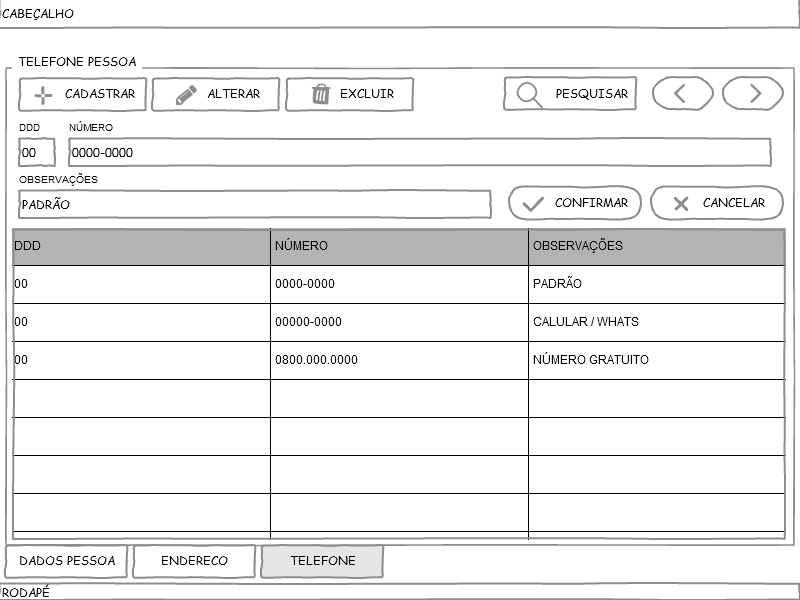 CABEÇALHO
TELEFONE PESSOA
CADASTRAR ALTERAR EXCLUIR PESQUISAR
DDD NÚMERO
00 0000-0000
OBSERVAÇÕES
PADRÃO CONFIRMAR CANCELAR
DDD NÚMERO OBSERVAÇÕES
00 0000-0000 PADRÃO
00 00000-0000 CALULAR / WHATS
00 0800.000.0000 NÚMERO GRATUITO
DADOS PESSOA ENDERECO TELEFONE
RODAPÉ